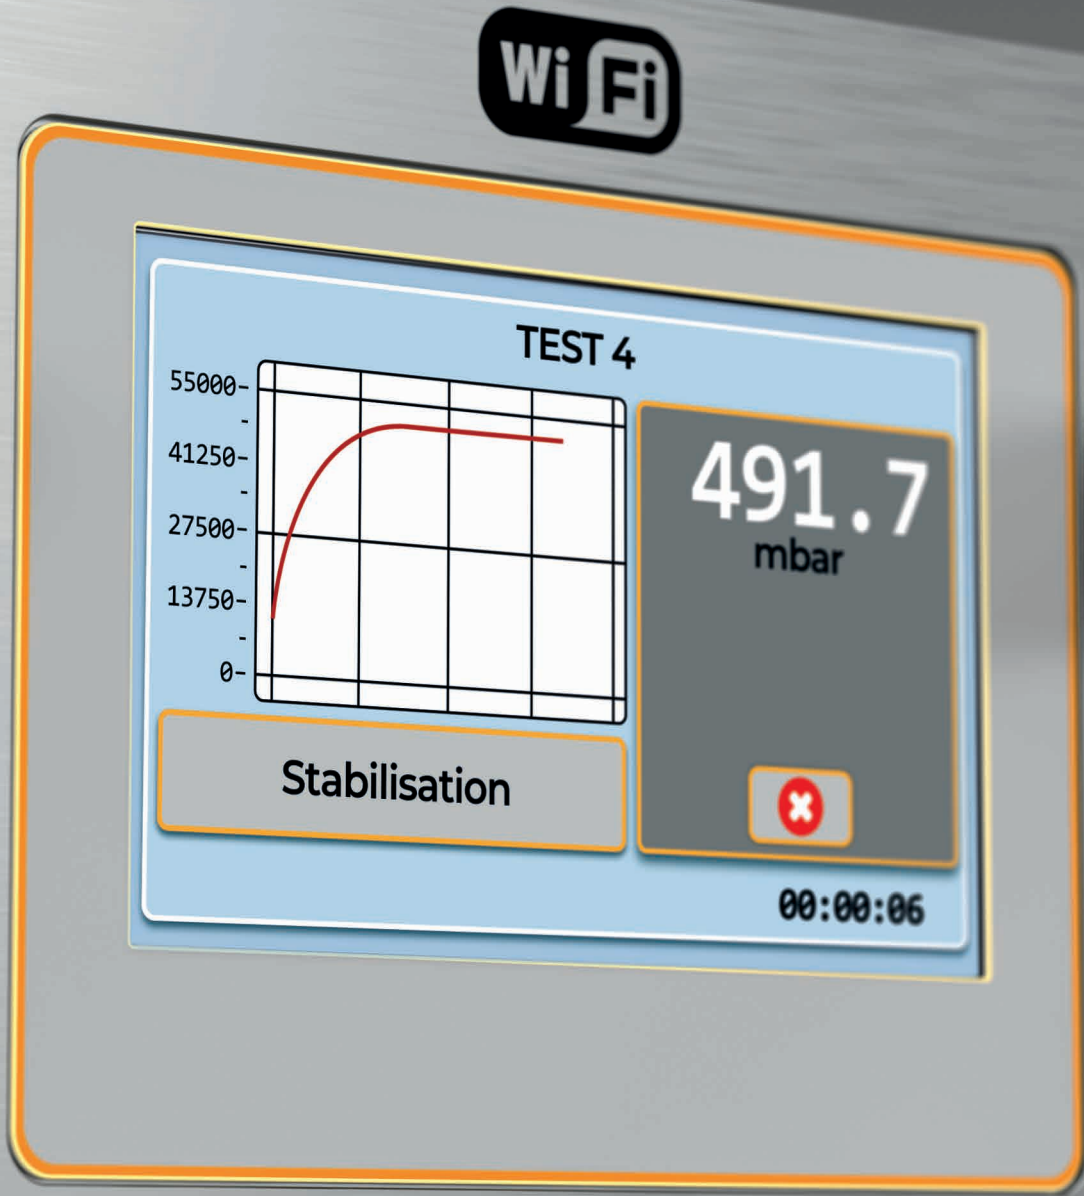 WiFi
TEST 4
55000-
-
41250-
-
27500-
-
13750-
-
0-
491.7
mbar
Stabilisation
00:00:06